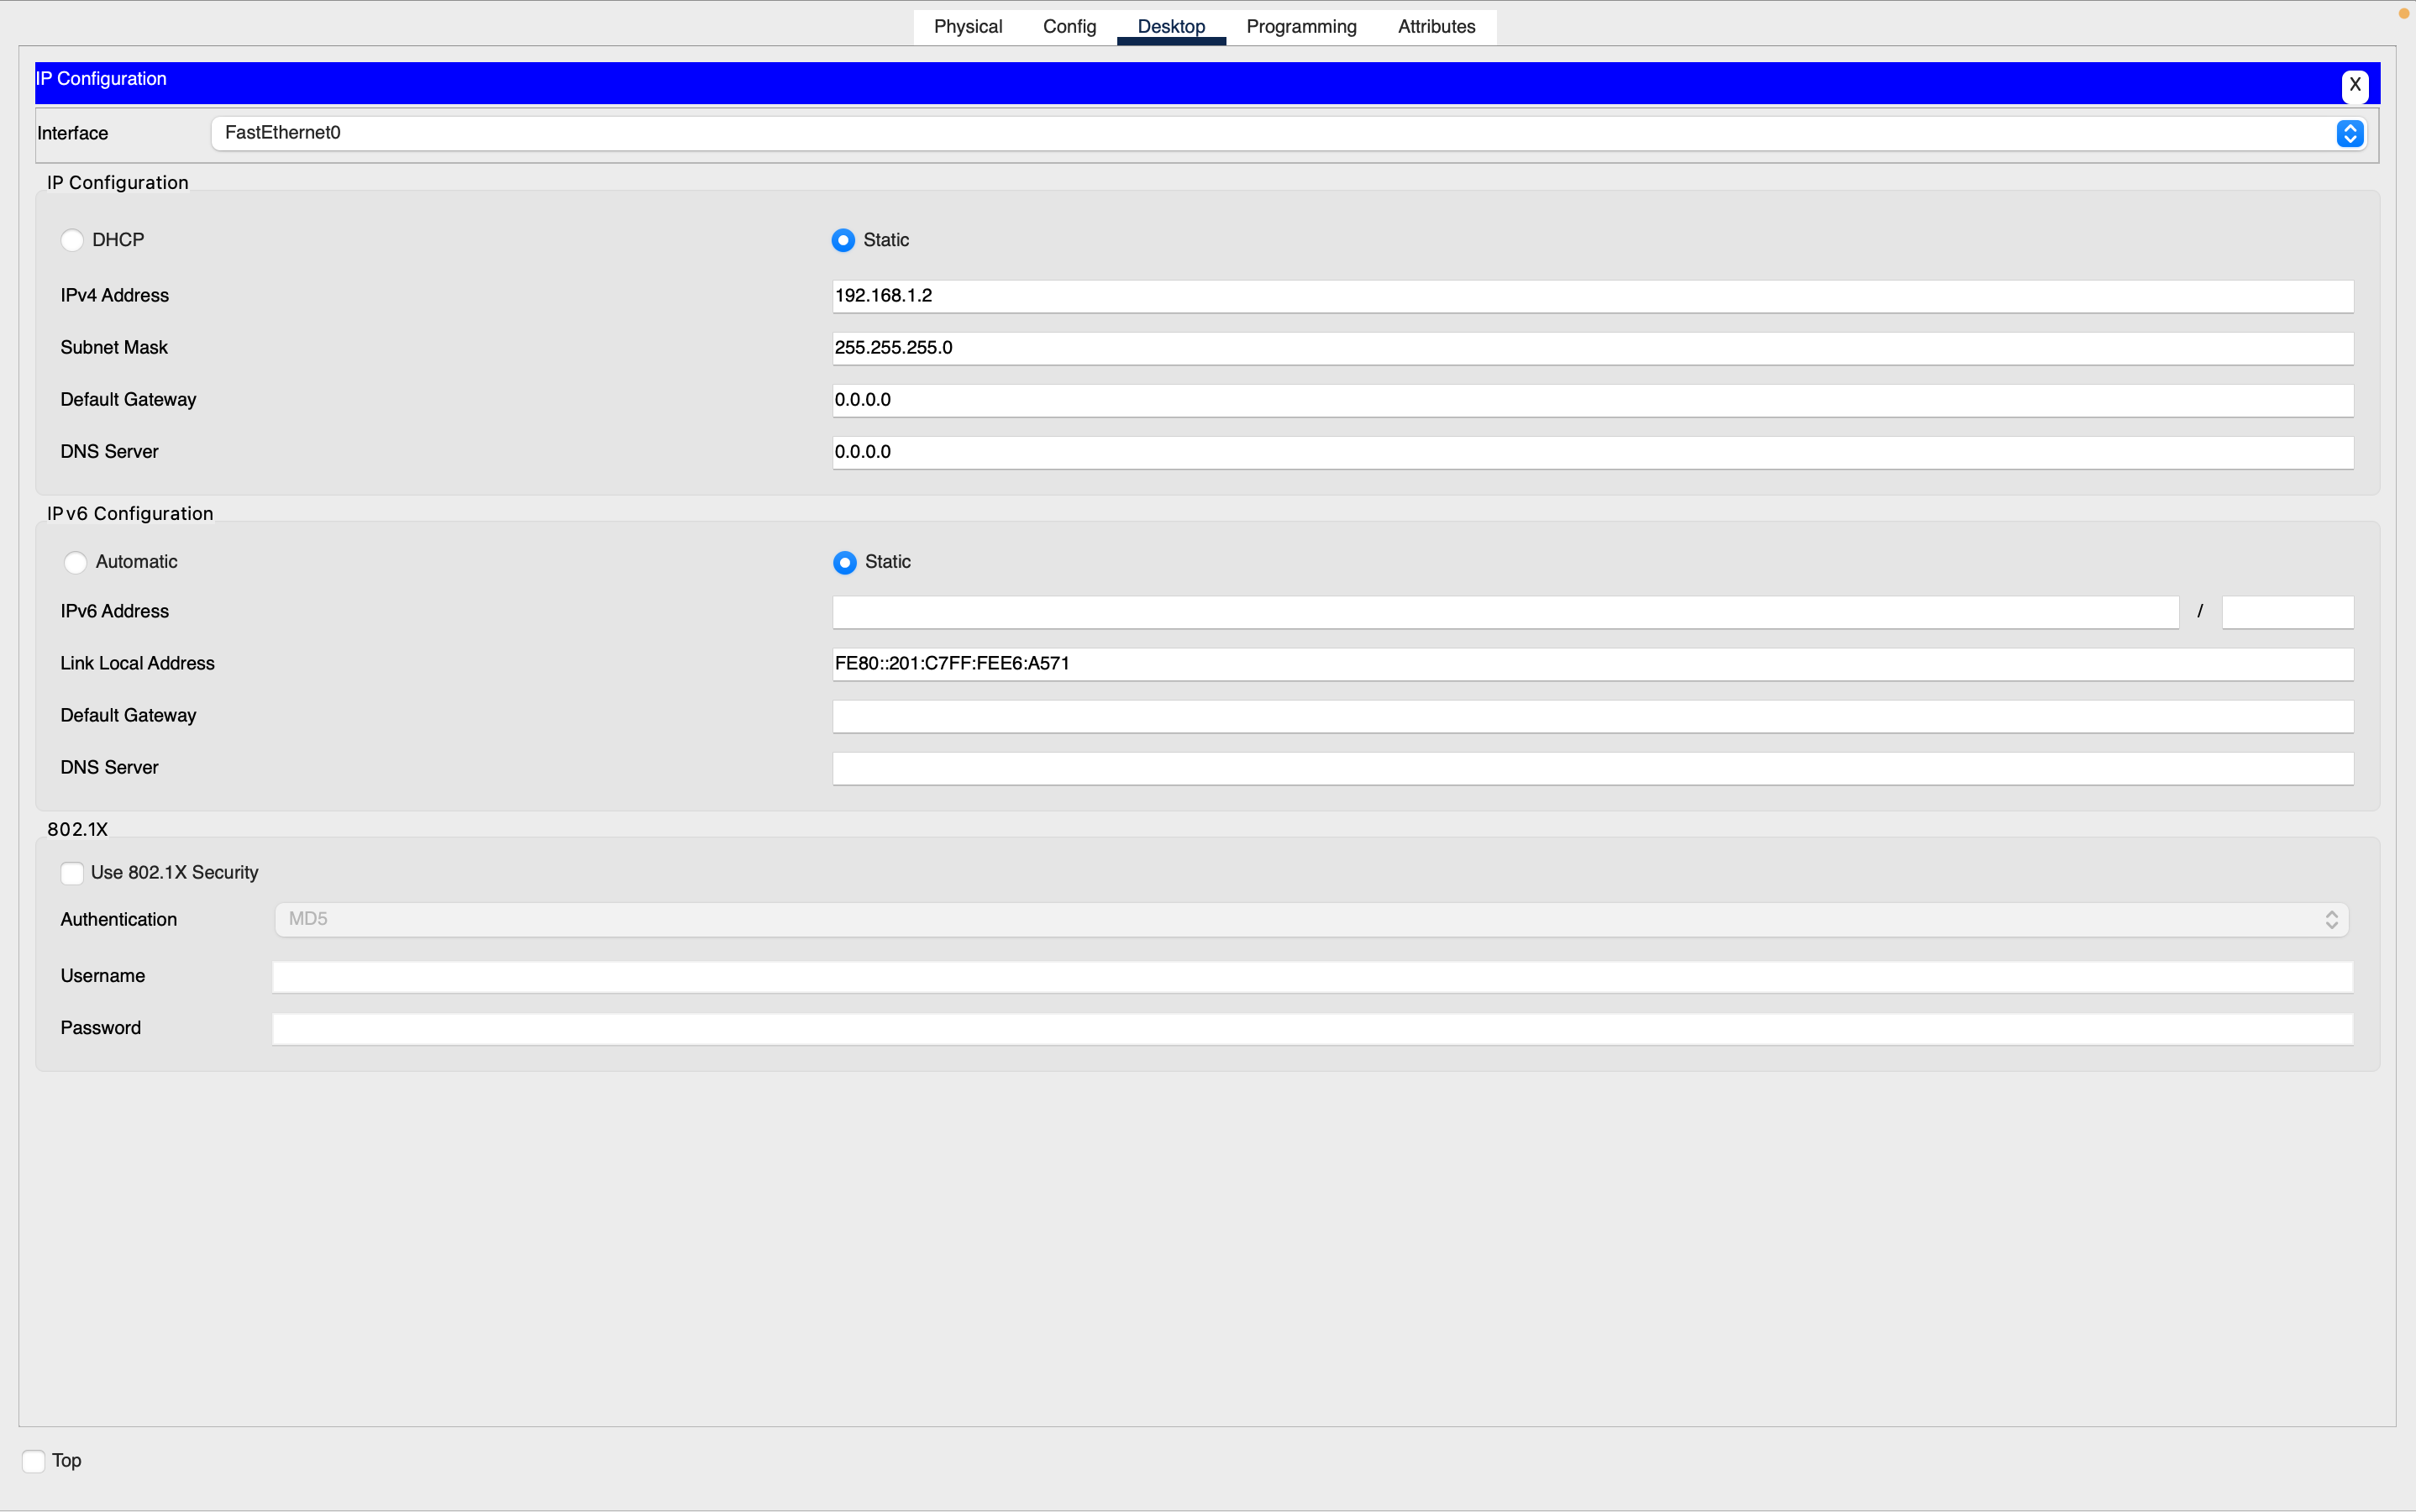 Physical Config Desktop Programming Attributes
IP Configuration
X
Interface FastEthernet0
IP Configuration
DHCP Static
IPv4 Address 192.168.1.2
Subnet Mask 255.255.255.0
Default Gateway 0.0.0.0
DNS Server 0.0.0.0
IPv6 Configuration
Automatic Static
IPv6 Address /
Link Local Address FE80::201:C7FF:FEE6:A571
Default Gateway
DNS Server
802.1X
Use 802.1X Security
Authentication MD5
Username
Password
Top